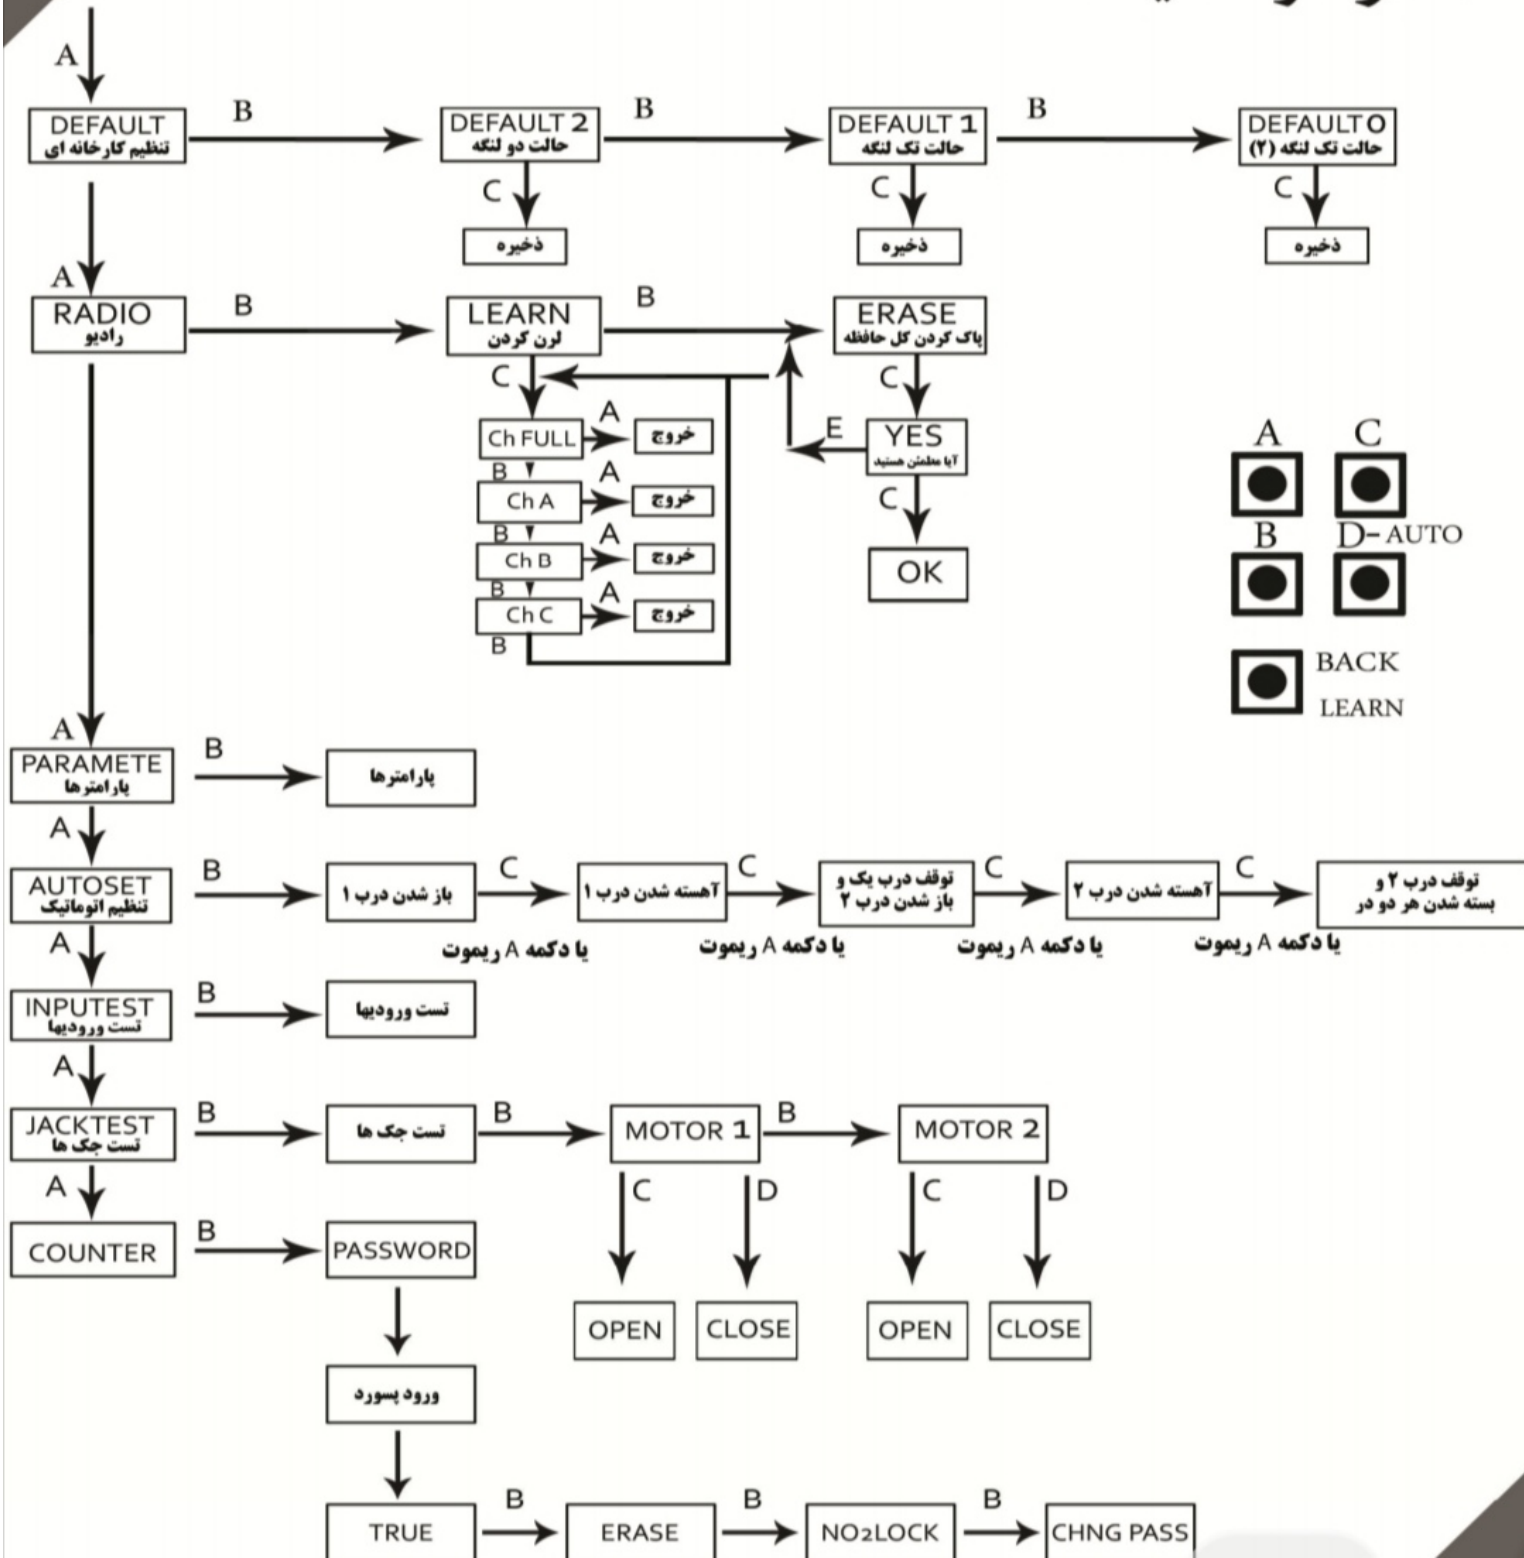 A
DEFAULT
تنظیم کارخانه ای
B
DEFAULT 2
حالت دو لنگه
B
DEFAULT 1
حالت تک لنگه
B
DEFAULT 0
حالت تک لنگه (۲)
C
C
C
ذخیره
ذخیره
ذخیره
A
RADIO
رادیو
B
LEARN
لرن کردن
B
ERASE
پاک کردن کل حافظه
C
C
Ch FULL
A
خروج
E
YES
آیا مطمئن هستید
B
Ch A
A
خروج
C
B
Ch B
A
خروج
OK
B
Ch C
A
خروج
B
A
C
B
D- AUTO
BACK
LEARN
A
PARAMETE
پارامترها
B
پارامترها
A
AUTOSET
تنظیم اتوماتیک
B
باز شدن درب ۱
C
آهسته شدن درب ۱
C
توقف درب یک و
باز شدن درب ۲
C
آهسته شدن درب ۲
C
توقف درب ۲ و
بسته شدن هر دو در
یا دکمه A ریموت
یا دکمه A ریموت
یا دکمه A ریموت
یا دکمه A ریموت
A
INPUTEST
تست ورودیها
B
تست ورودیها
A
JACKTEST
تست جک ها
B
تست جک ها
B
MOTOR 1
B
MOTOR 2
C
D
C
D
OPEN
CLOSE
OPEN
CLOSE
A
COUNTER
B
PASSWORD
ورود پسورد
TRUE
B
ERASE
B
NO2LOCK
B
CHNG PASS